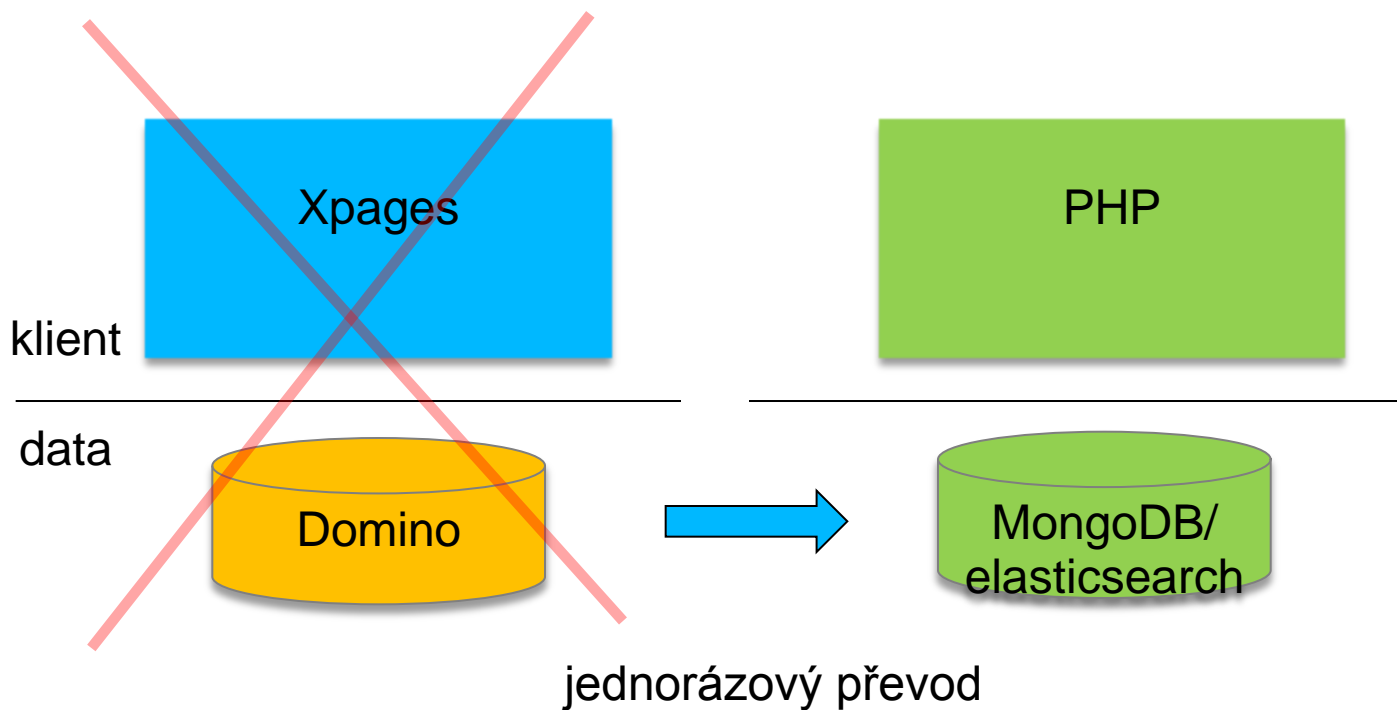 Xpages
PHP
klient
data
Domino
MongoDB/
elasticsearch
jednorázový převod